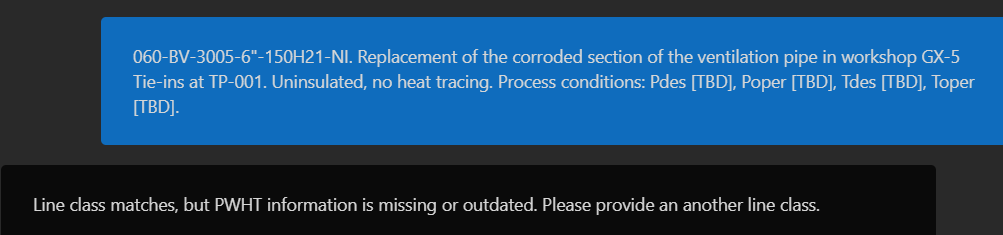 060-BV-3005-6"-150H21-NI. Replacement of the corroded section of the ventilation pipe in workshop GX-5
Tie-ins at TP-001. Uninsulated, no heat tracing. Process conditions: Pdes [TBD], Poper [TBD], Tdes [TBD], Toper
[TBD].
Line class matches, but PWHT information is missing or outdated. Please provide an another line class.